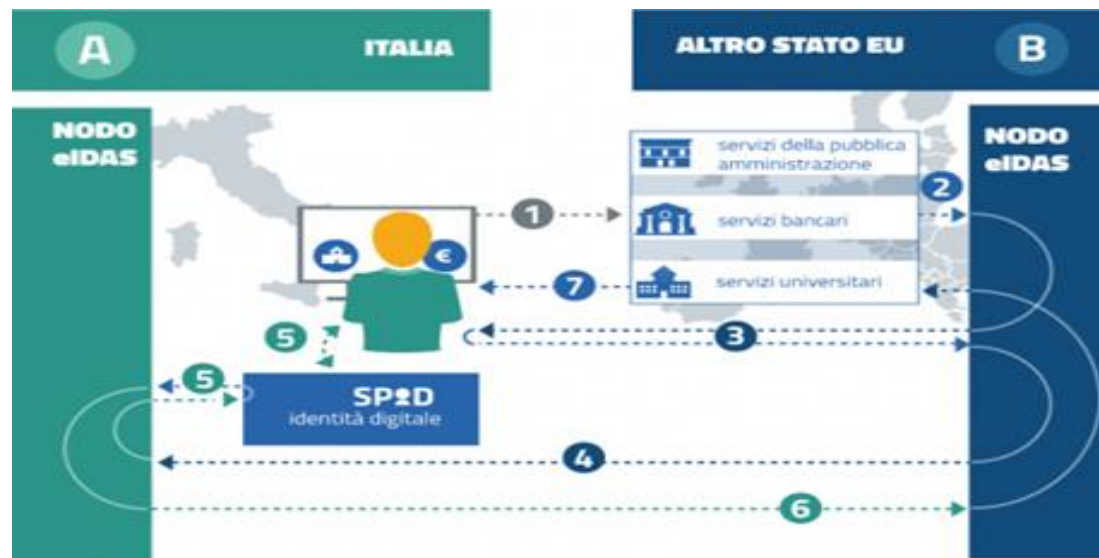 A
ITALIA
ALTRO STATO EU
B
NODO
eIDAS
NODO
eIDAS
servizi della pubblica
amministrazione
2
1
servizi bancari
€
7
servizi universitari
5
3
5
SPID
identità digitale
4
6